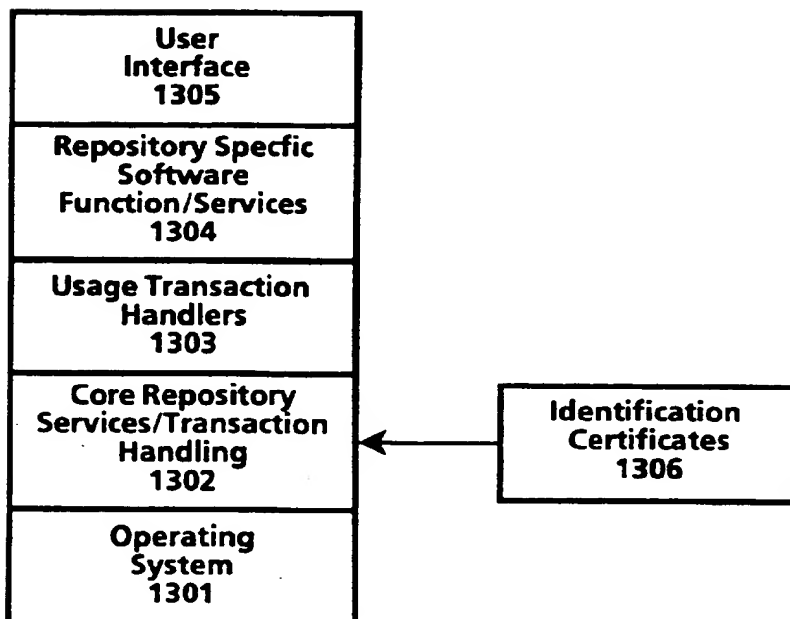 User
Interface
1305
Repository Specfic
Software
Function/Services
1304
Usage Transaction
Handlers
1303
Core Repository
Services/Transaction
Handling
1302
Identification
Certificates
1306
Operating
System
1301